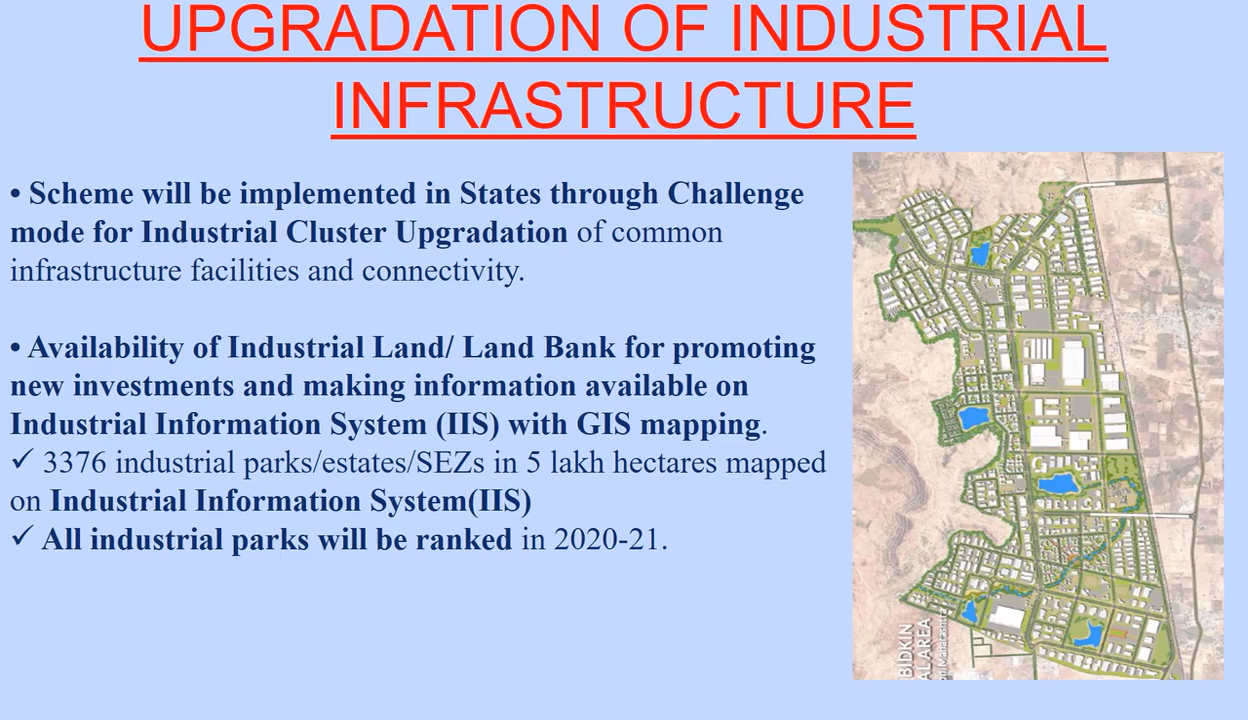 UPGRADATION OF INDUSTRIAL
INFRASTRUCTURE
• Scheme will be implemented in States through Challenge
mode for Industrial Cluster Upgradation of common
infrastructure facilities and connectivity.
• Availability of Industrial Land/ Land Bank for promoting
new investments and making information available on
Industrial Information System (IIS) with GIS mapping.
✓ 3376 industrial parks/estates/SEZs in 5 lakh hectares mapped
on Industrial Information System(IIS)
✓ All industrial parks will be ranked in 2020-21.
BIDKIN
AREA
Maharashtra